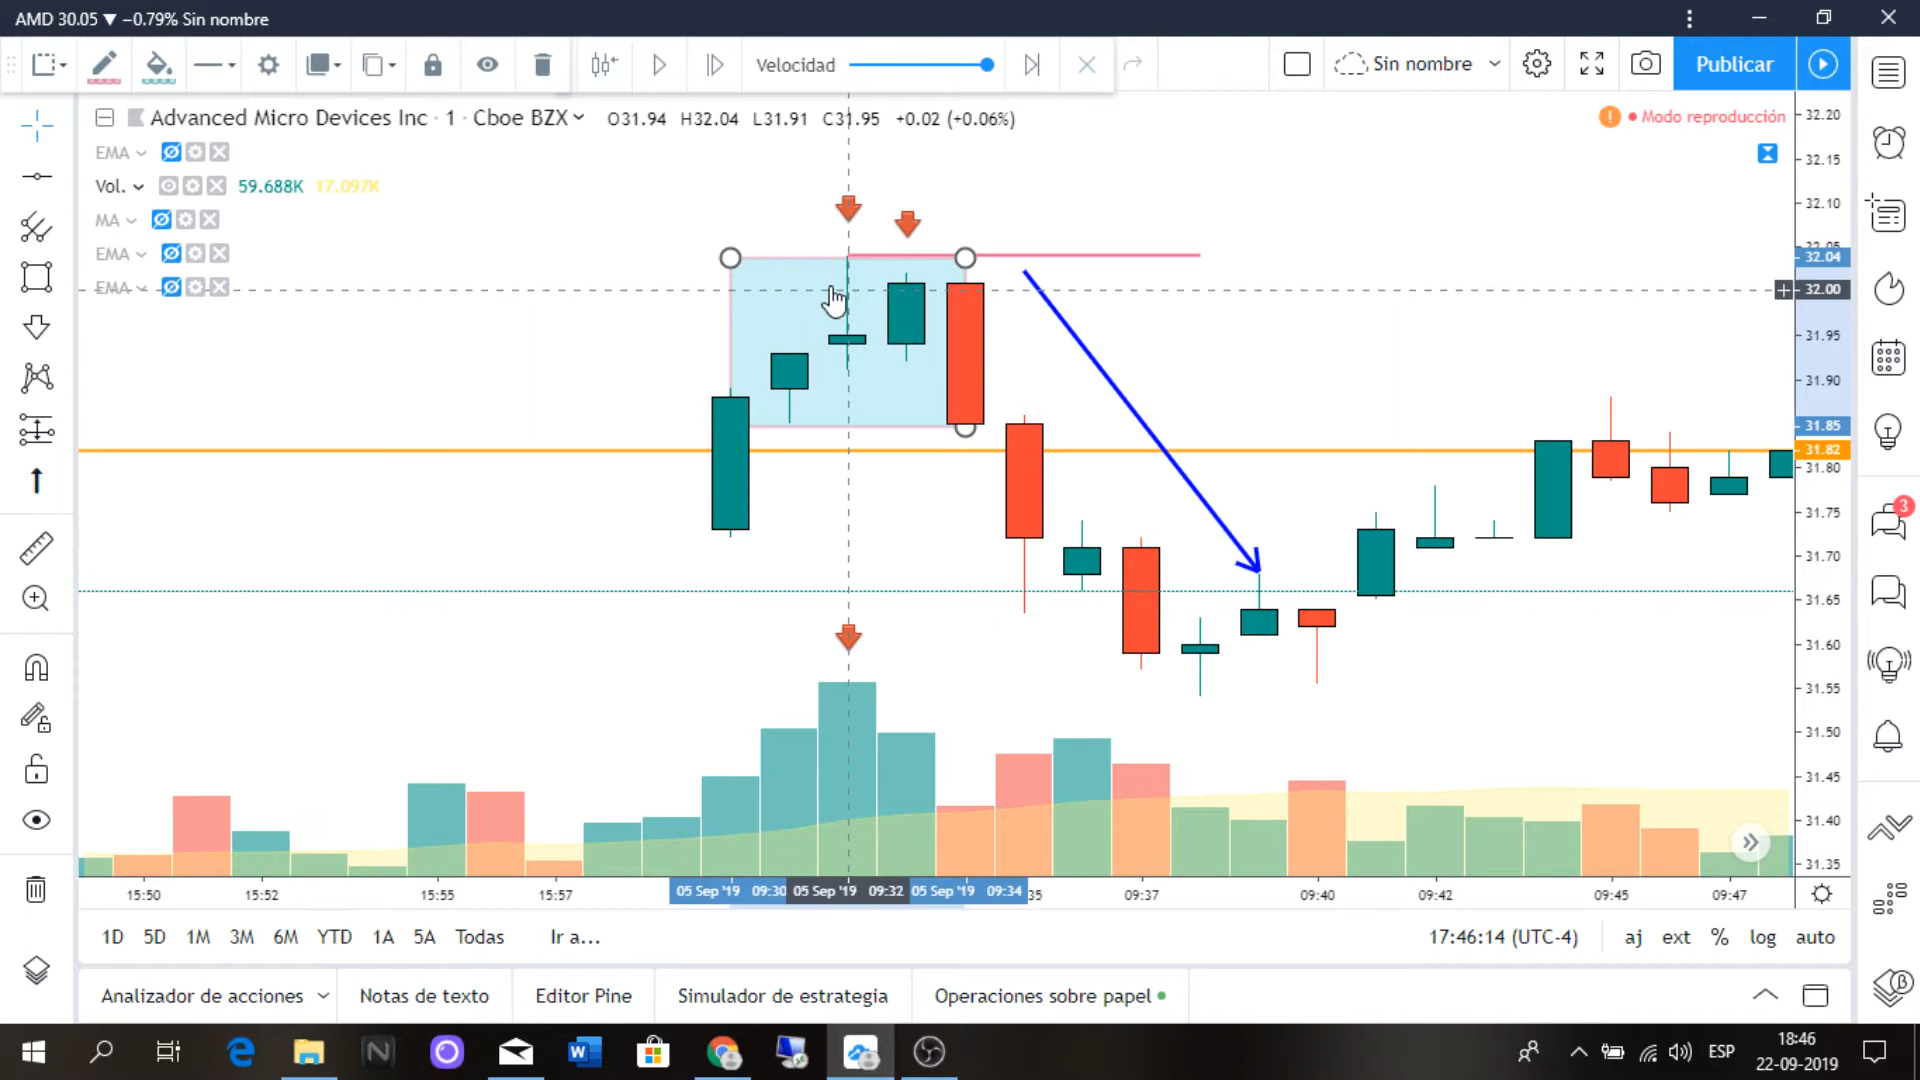 AMD 30.05 ▼ −0.79% Sin nombre
Velocidad
Sin nombre
Publicar
Advanced Micro Devices Inc · 1 · Cboe BZX O31.94 H32.04 L31.91 C31.95 +0.02 (+0.06%)
Modo reproducción
EMA
Vol. 59.688K 17.097K
MA
EMA
EMA
32.20
32.15
32.10
32.05
32.04
32.00
31.95
31.90
31.85
31.82
31.80
31.75
31.70
31.65
31.60
31.55
31.50
31.45
31.40
31.35
3
15:50 15:52 15:55 15:57 05 Sep '19 09:30 05 Sep '19 09:32 05 Sep '19 09:34 35 09:37 09:40 09:42 09:45 09:47
1D 5D 1M 3M 6M YTD 1A 5A Todas Ir a... 17:46:14 (UTC-4) aj ext % log auto
Analizador de acciones Notas de texto Editor Pine Simulador de estrategia Operaciones sobre papel
ESP
18:46
22-09-2019